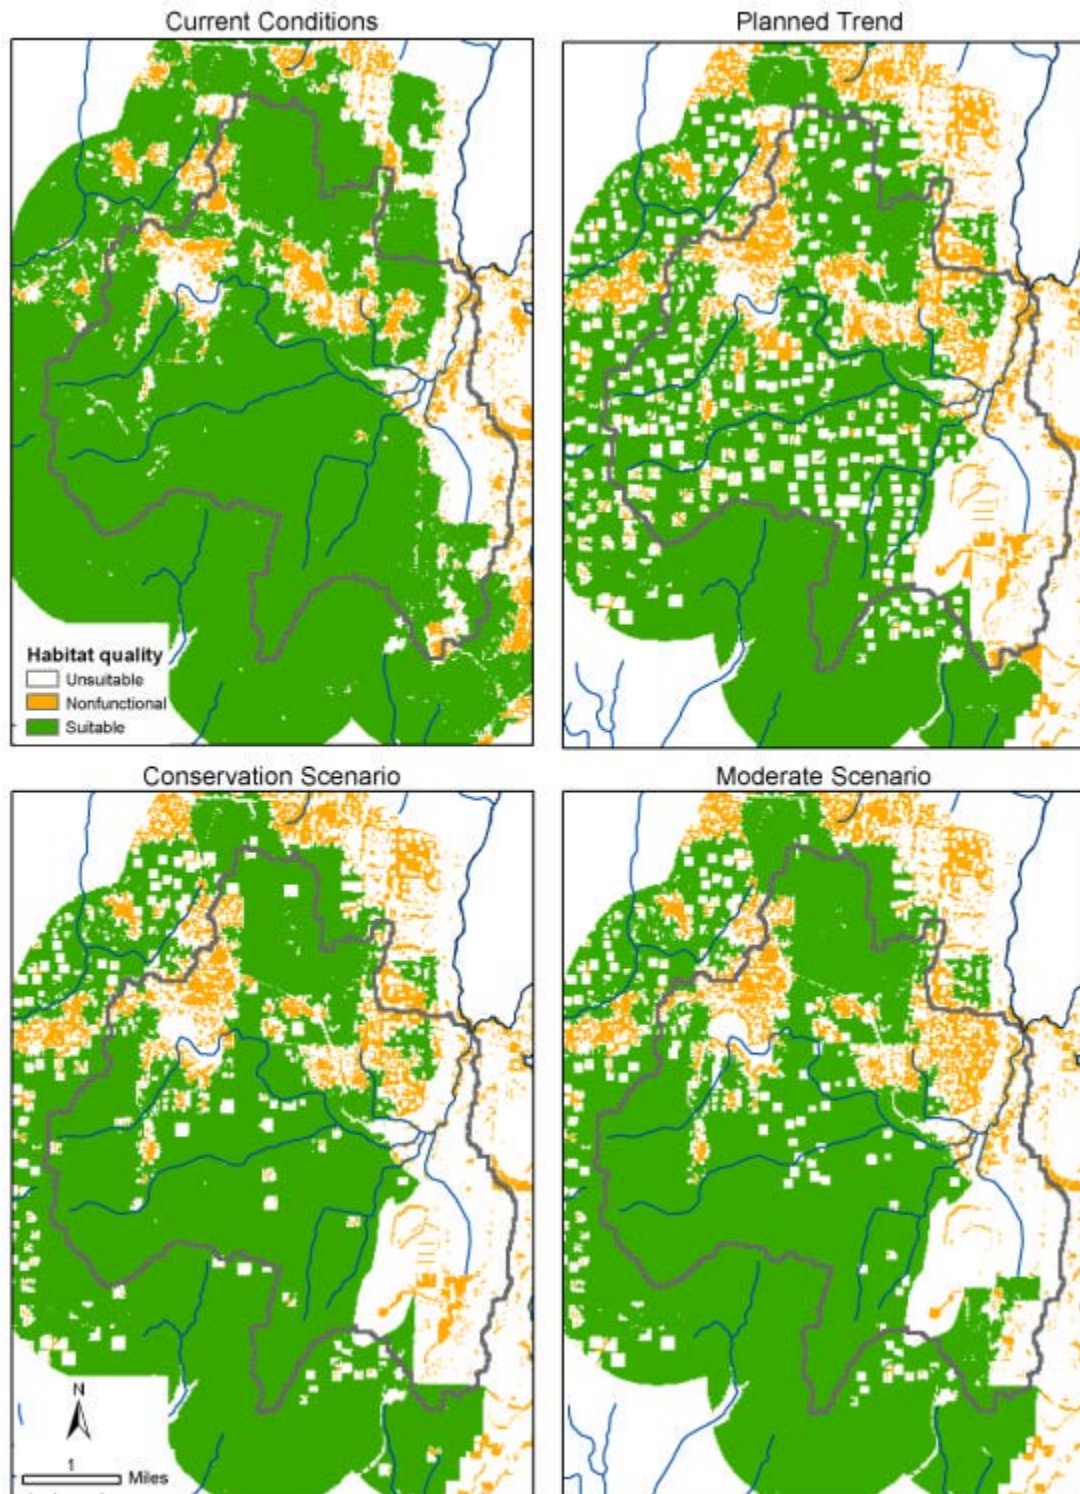 Current Conditions
Planned Trend
Habitat quality
Unsuitable
Nonfunctional
Suitable
Conservation Scenario
Moderate Scenario
N
1
Miles